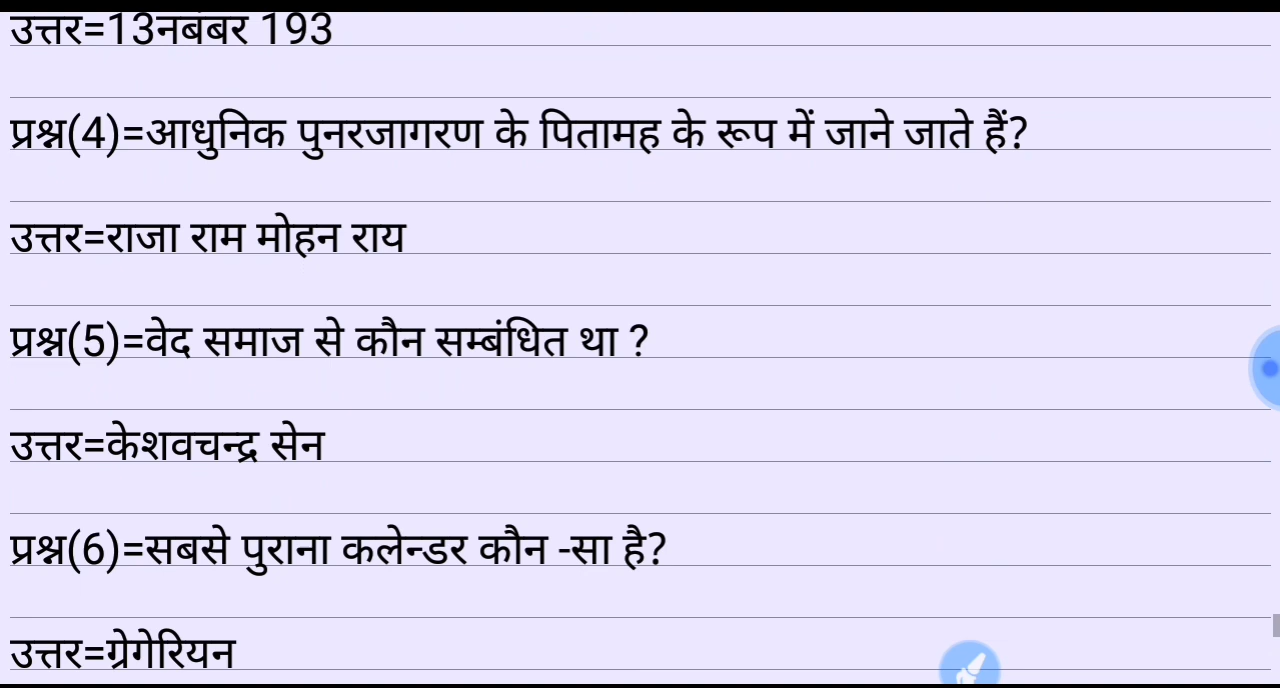 उत्तर=13नबंबर 193
प्रश्न(4)=आधुनिक पुनरजागरण के पितामह के रूप में जाने जाते हैं?
उत्तर=राजा राम मोहन राय
प्रश्न(5)=वेद समाज से कौन सम्बंधित था ?
उत्तर=केशवचन्द्र सेन
प्रश्न(6)=सबसे पुराना कलेन्डर कौन -सा है?
उत्तर=ग्रेगेरियन